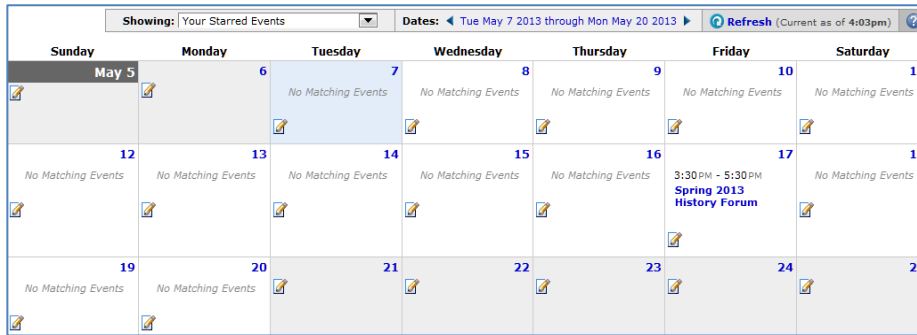 Showing: Your Starred Events Dates: Tue May 7 2013 through Mon May 20 2013 Refresh (Current as of 4:03pm) ?
Sunday Monday Tuesday Wednesday Thursday Friday Saturday
May 5 6 7 8 9 10 1
No Matching Events No Matching Events No Matching Events No Matching Events No Matching Events
12 13 14 15 16 17 1
No Matching Events No Matching Events No Matching Events No Matching Events No Matching Events 3:30PM - 5:30PM No Matching Events
Spring 2013
History Forum
19 20 21 22 23 24 2
No Matching Events No Matching Events